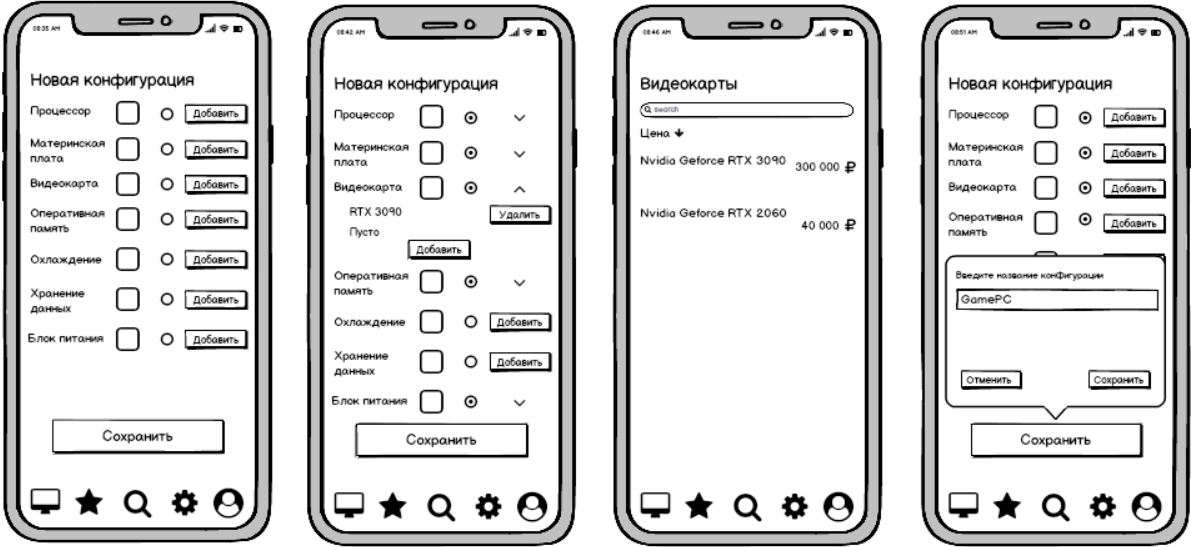 08:35 AM
Новая конфигурация
Процессор
Добавить
Материнская
плата
Добавить
Видеокарта
Добавить
Оперативная
память
Добавить
Охлаждение
Добавить
Хранение
данных
Добавить
Блок питания
Добавить
Сохранить
08:42 AM
Новая конфигурация
Процессор
Материнская
плата
Видеокарта
RTX 3090
Удалить
Пусто
Добавить
Оперативная
память
Охлаждение
Добавить
Хранение
данных
Добавить
Блок питания
Сохранить
08:46 AM
Видеокарты
search
Цена
Nvidia Geforce RTX 3090
300 000 ₽
Nvidia Geforce RTX 2060
40 000 ₽
08:51 AM
Новая конфигурация
Процессор
Добавить
Материнская
плата
Добавить
Видеокарта
Добавить
Оперативная
память
Добавить
Введите название конфигурации
GamePC
Отменить
Сохранить
Сохранить